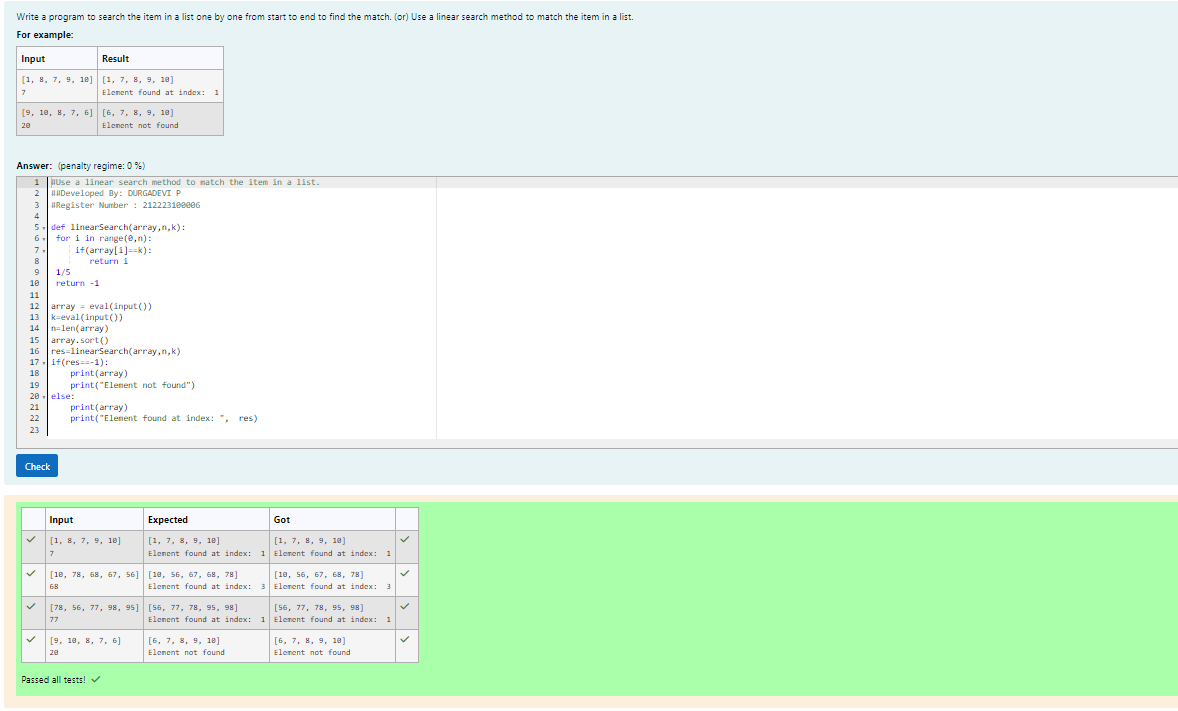 Write a program to search the item in a list one by one from start to end to find the match. (or) Use a linear search method to match the item in a list.
For example:
Input Result
[1, 8, 7, 9, 10] [1, 7, 8, 9, 10]
7 Element found at index:  1
[9, 10, 8, 7, 6] [6, 7, 8, 9, 10]
20 Element not found
Answer: (penalty regime: 0 %)
1 #Use a linear search method to match the item in a list.
2 ##Developed By: DURGADEVI P
3 #Register Number : 212223100006
4
5 def linearSearch(array,n,k):
6 for i in range(0,n):
7 if(array[i]==k):
8 return i
9 1/5
10 return -1
11
12 array = eval(input())
13 k=eval(input())
14 n=len(array)
15 array.sort()
16 res=linearSearch(array,n,k)
17 if(res==-1):
18 print(array)
19 print("Element not found")
20 else:
21 print(array)
22 print("Element found at index: ",  res)
23
Check
Input Expected Got
[1, 8, 7, 9, 10] [1, 7, 8, 9, 10] [1, 7, 8, 9, 10]
7 Element found at index:  1 Element found at index:  1
[10, 78, 68, 67, 56] [10, 56, 67, 68, 78] [10, 56, 67, 68, 78]
68 Element found at index:  3 Element found at index:  3
[78, 56, 77, 98, 95] [56, 77, 78, 95, 98] [56, 77, 78, 95, 98]
77 Element found at index:  1 Element found at index:  1
[9, 10, 8, 7, 6] [6, 7, 8, 9, 10] [6, 7, 8, 9, 10]
20 Element not found Element not found
Passed all tests!